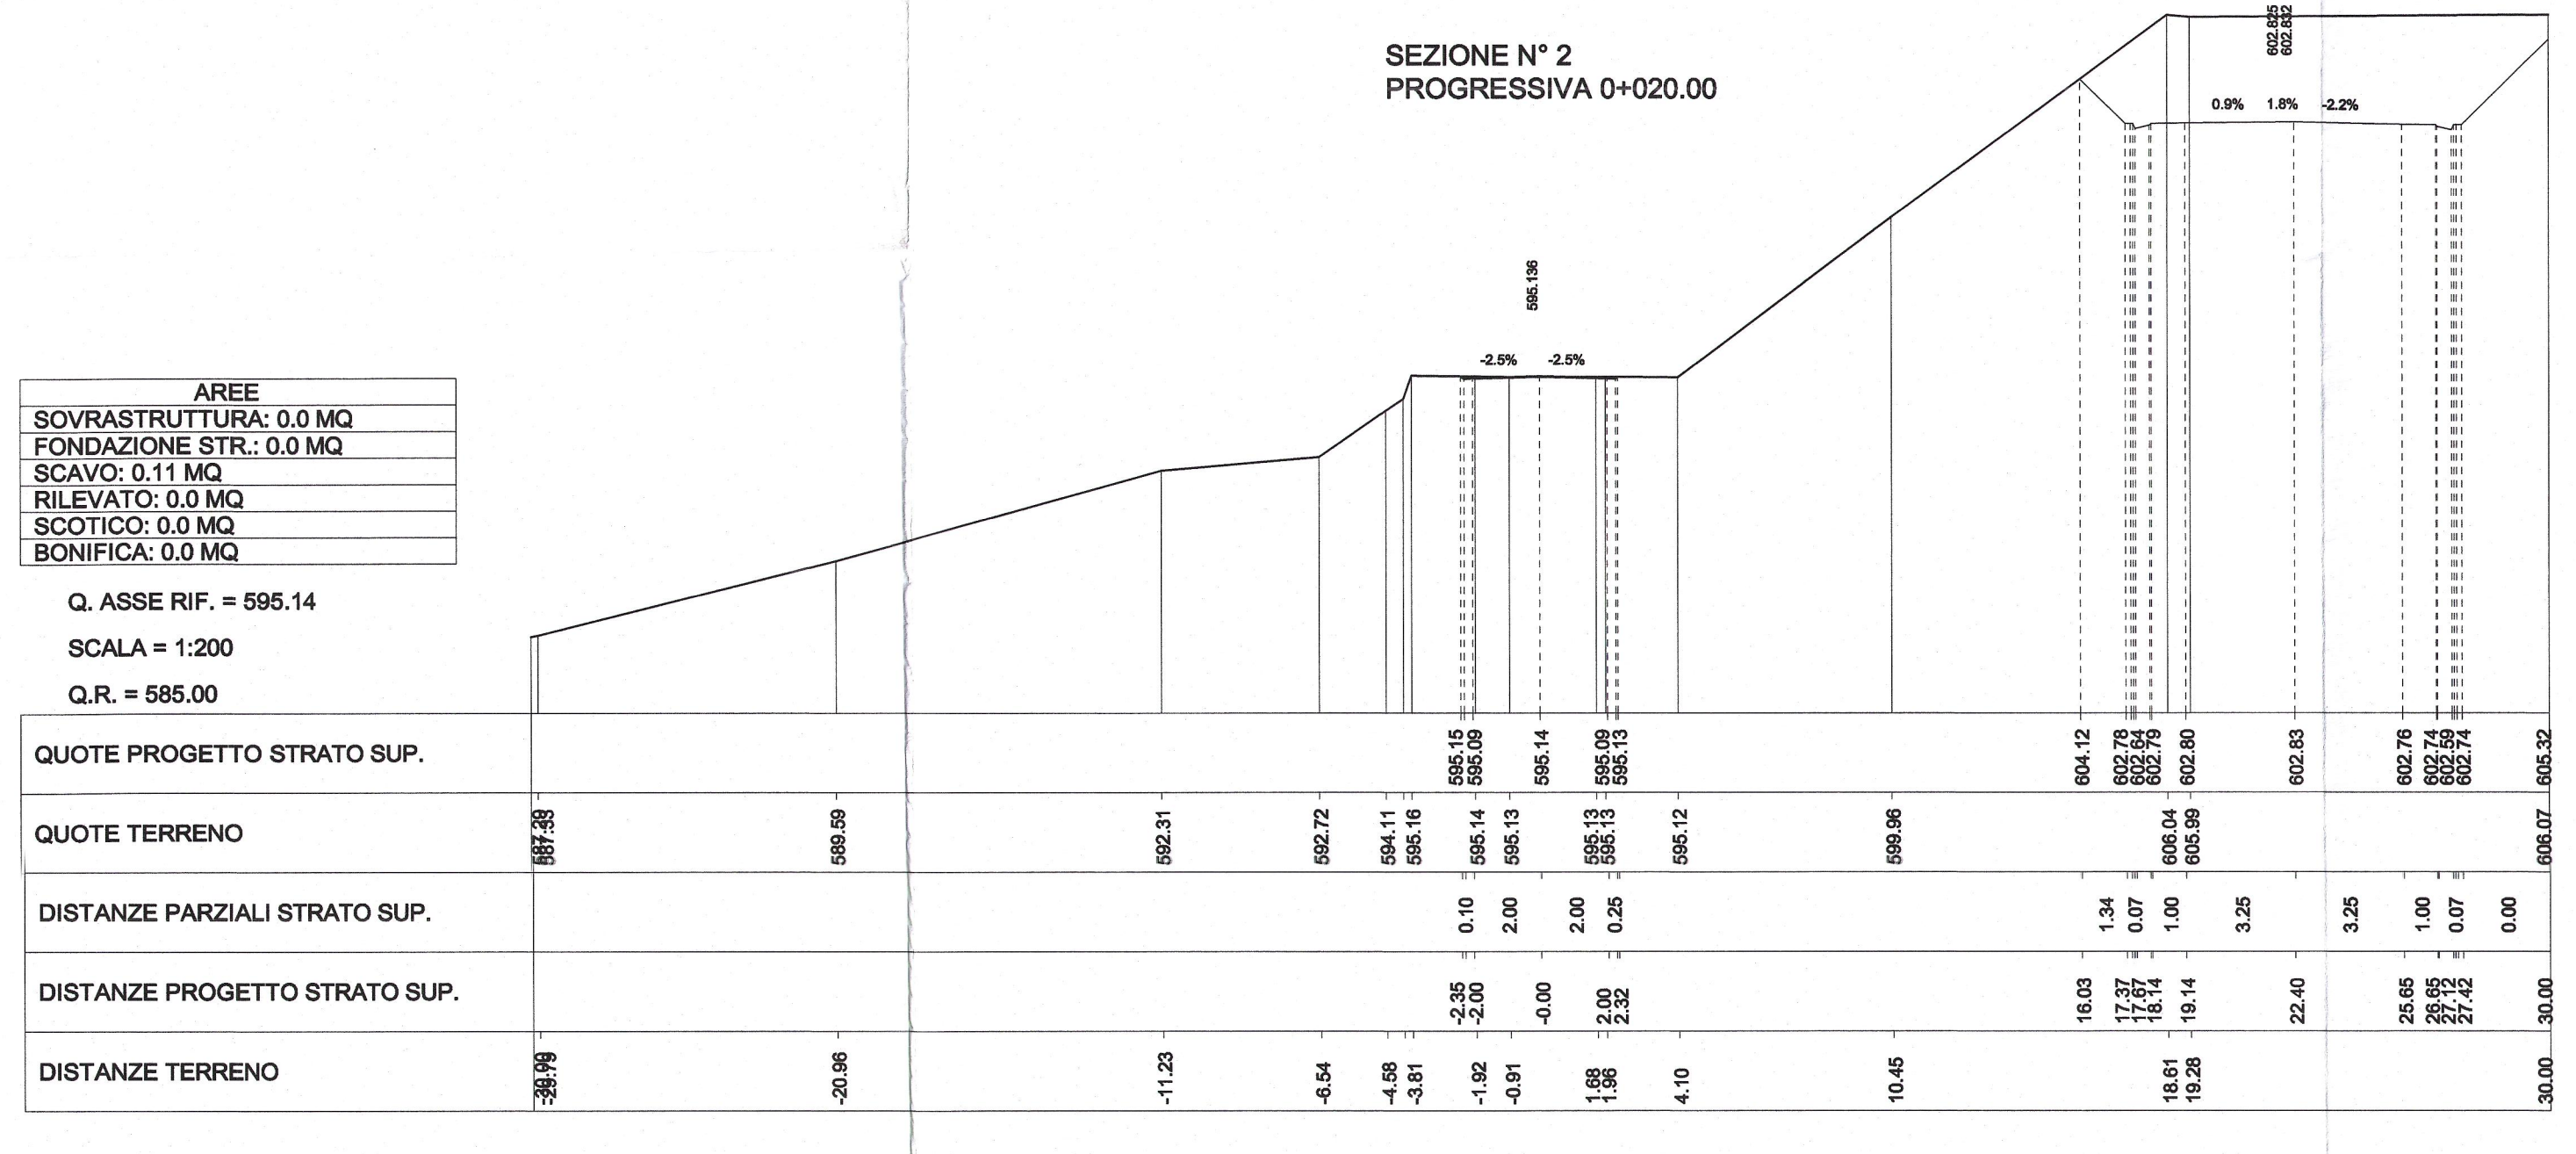 602.825
602.832
SEZIONE N° 2
PROGRESSIVA 0+020.00
0.9% 1.8% -2.2%
595.136
-2.5% -2.5%
AREE
SOVRASTRUTTURA: 0.0 MQ
FONDAZIONE STR.: 0.0 MQ
SCAVO: 0.11 MQ
RILEVATO: 0.0 MQ
SCOTICO: 0.0 MQ
BONIFICA: 0.0 MQ
Q. ASSE RIF. = 595.14
SCALA = 1:200
Q.R. = 585.00
QUOTE PROGETTO STRATO SUP. 595.15 595.09 595.14 595.09 595.13 604.12 602.78 602.64 602.79 602.80 602.83 602.76 602.74 602.59 602.74 605.32
QUOTE TERRENO 589.59 592.31 592.72 594.11 595.16 595.14 595.13 595.13 595.13 595.12 599.96 606.04 605.99 606.07
DISTANZE PARZIALI STRATO SUP. 0.10 2.00 2.00 0.25 1.34 0.07 1.00 3.25 3.25 1.00 0.07 0.00
DISTANZE PROGETTO STRATO SUP. -2.35 -2.00 -0.00 2.00 2.32 16.03 17.37 17.67 18.14 19.14 22.40 25.65 26.65 27.12 27.42 30.00
DISTANZE TERRENO -20.96 -11.23 -6.54 -4.58 -3.81 -1.92 -0.91 1.68 1.96 4.10 10.45 18.61 19.28 30.00